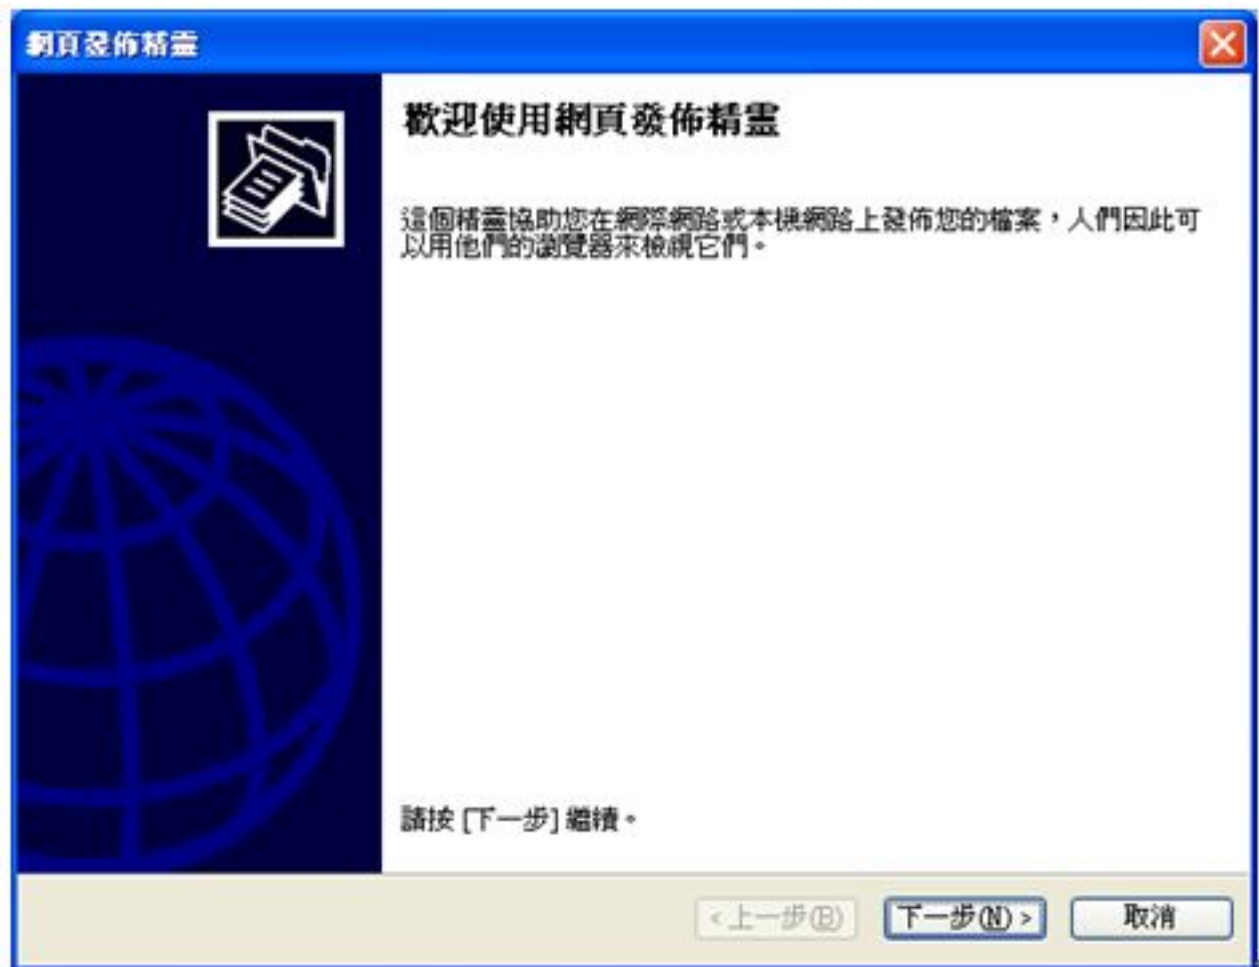 網頁發佈精靈
歡迎使用網頁發佈精靈
這個精靈協助您在網際網路或本機網路上發佈您的檔案，人們因此可
以用他們的瀏覽器來檢視它們。
請按 [下一步] 繼續。
<上一步(B) 下一步(N) > 取消